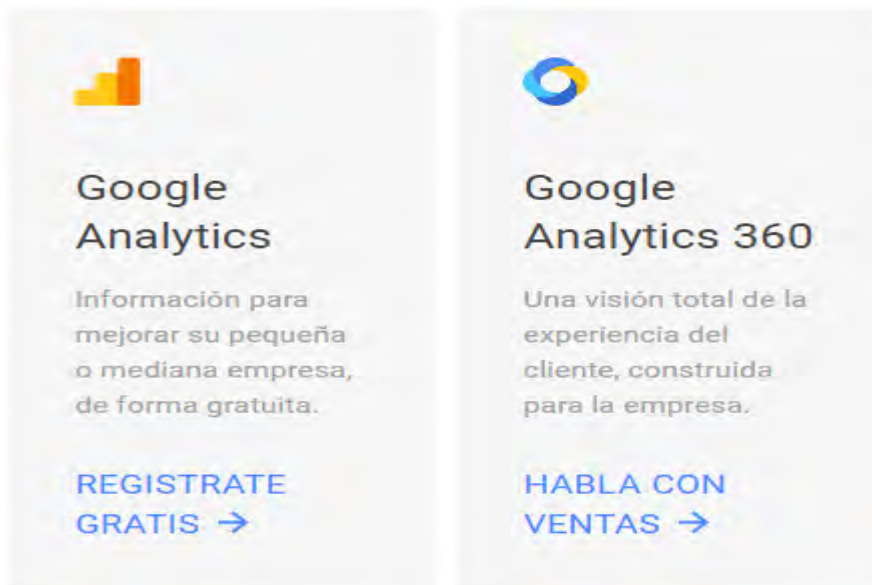 Google
Analytics
Información para
mejorar su pequeña
o mediana empresa,
de forma gratuita.
REGISTRATE
GRATIS →
Google
Analytics 360
Una visión total de la
experiencia del
cliente, construida
para la empresa.
HABLA CON
VENTAS →